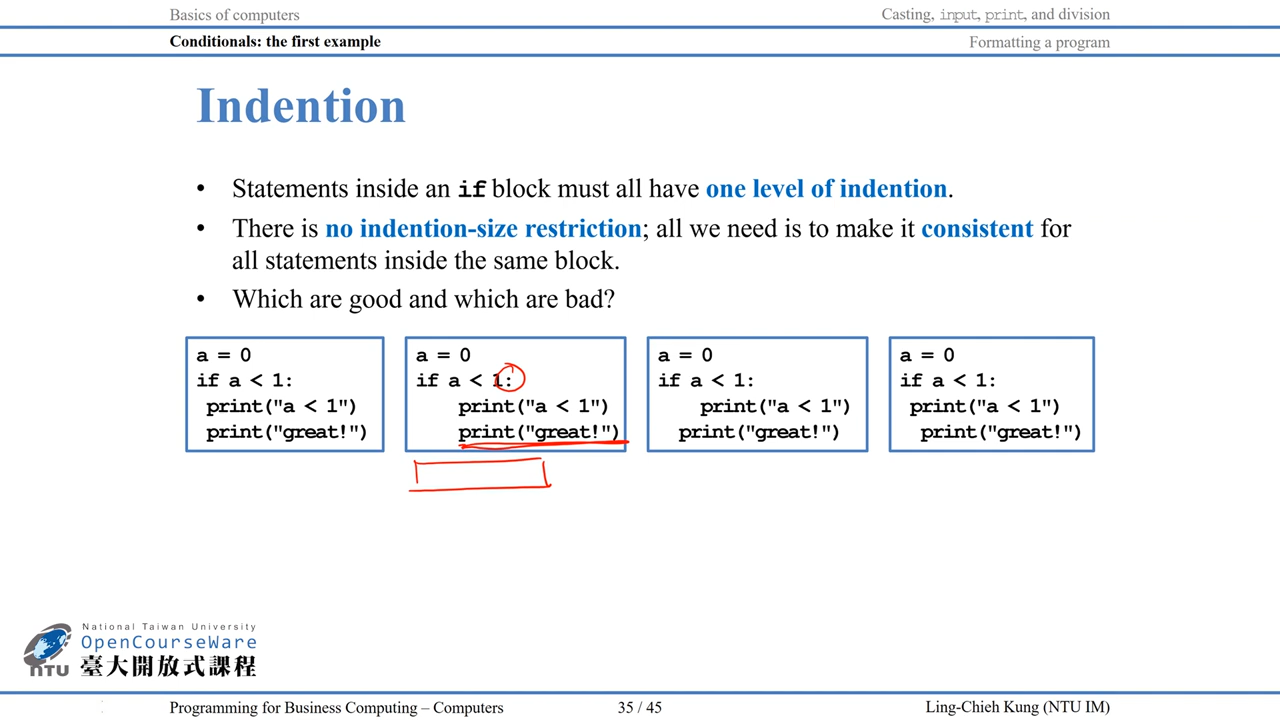 Basics of computers
Casting, input, print, and division
Conditionals: the first example
Formatting a program
Indention
• Statements inside an if block must all have one level of indention.
• There is no indention-size restriction; all we need is to make it consistent for
all statements inside the same block.
• Which are good and which are bad?
a = 0
if a < 1:
 print("a < 1")
 print("great!")
a = 0
if a < 1:
    print("a < 1")
    print("great!")
a = 0
if a < 1:
    print("a < 1")
  print("great!")
a = 0
if a < 1:
 print("a < 1")
  print("great!")
National Taiwan University
OpenCourseWare
NTU 臺大開放式課程
Programming for Business Computing – Computers
35 / 45
Ling-Chieh Kung (NTU IM)